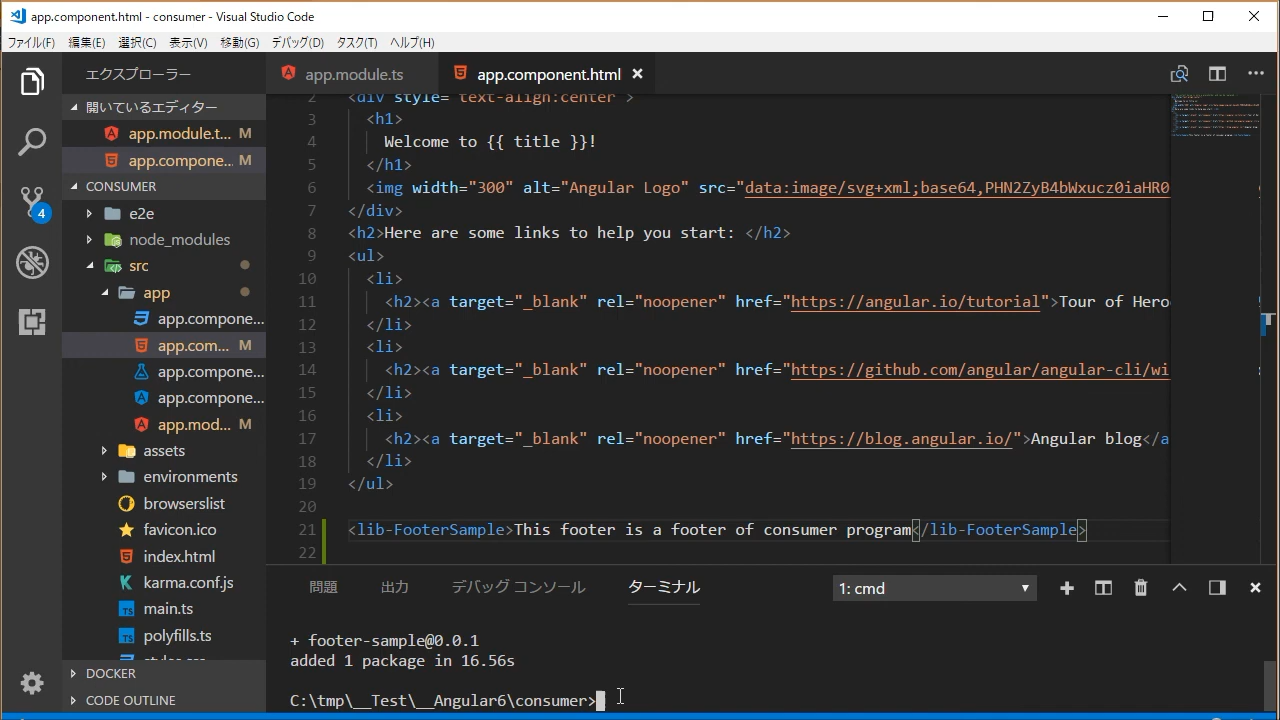 app.component.html - consumer - Visual Studio Code
ファイル(F) 編集(E) 選択(C) 表示(V) 移動(G) デバッグ(D) タスク(T) ヘルプ(H)
エクスプローラー
app.module.ts
app.component.html
開いているエディター
app.module.t... M
app.compone... M
CONSUMER
4
e2e
node_modules
src
app
app.compone...
app.com... M
app.compone...
app.compone...
app.mod... M
assets
environments
browserslist
favicon.ico
index.html
karma.conf.js
main.ts
polyfills.ts
styles.css
DOCKER
CODE OUTLINE
2 <div style="text-align:center">
3 <h1>
4 Welcome to {{ title }}!
5 </h1>
6 <img width="300" alt="Angular Logo" src="data:image/svg+xml;base64,PHN2ZyB4bWxucz0iaHR0
7 </div>
8 <h2>Here are some links to help you start: </h2>
9 <ul>
10 <li>
11 <h2><a target="_blank" rel="noopener" href="https://angular.io/tutorial">Tour of Hero
12 </li>
13 <li>
14 <h2><a target="_blank" rel="noopener" href="https://github.com/angular/angular-cli/wi
15 </li>
16 <li>
17 <h2><a target="_blank" rel="noopener" href="https://blog.angular.io/">Angular blog</a
18 </li>
19 </ul>
20
21 <lib-FooterSample>This footer is a footer of consumer program</lib-FooterSample>
22
問題 出力 デバッグ コンソール ターミナル 1: cmd
+ footer-sample@0.0.1
added 1 package in 16.56s
C:\tmp\__Test\__Angular6\consumer>